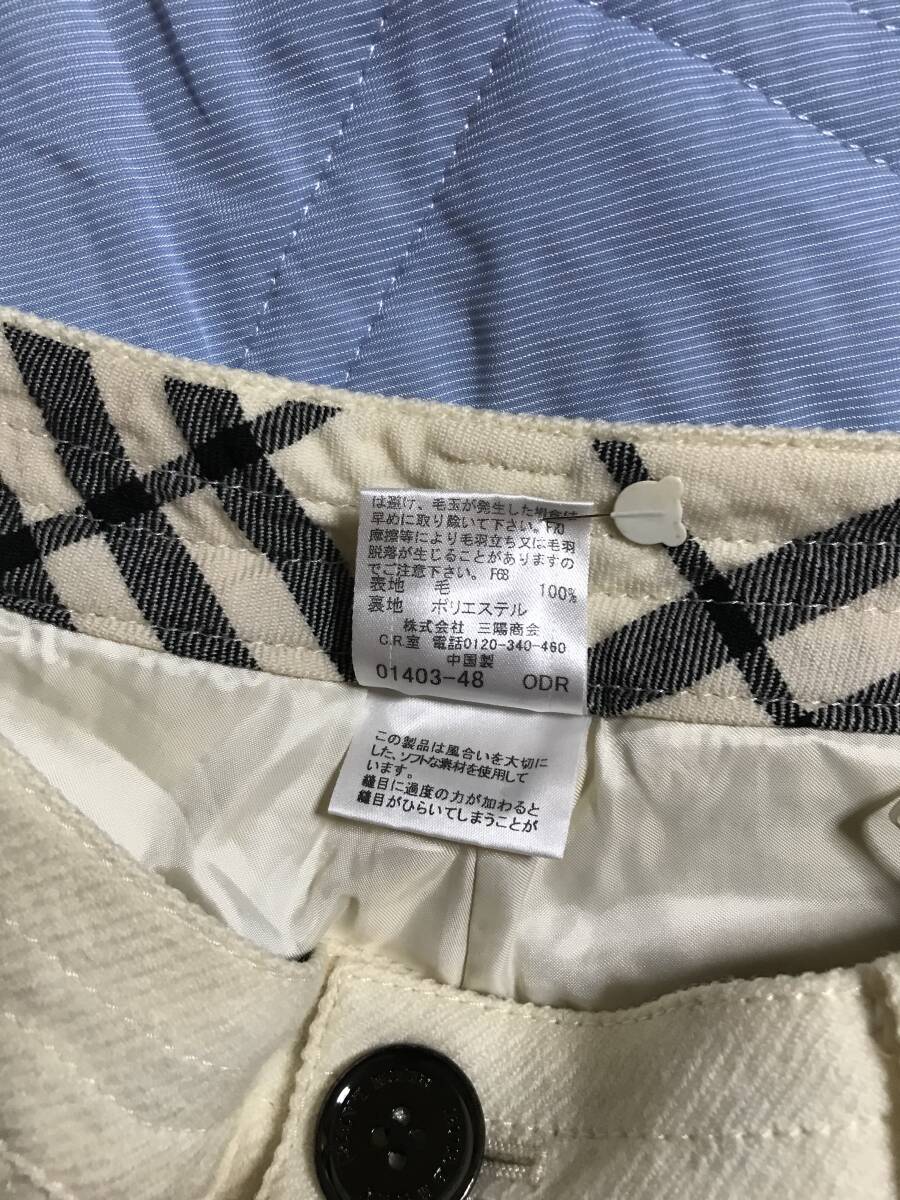 は避け、毛玉が発生した場合は
早めに取り除いて下さい。F70
摩擦等により毛羽立ち又は毛羽
脱落が生じることがありますの
でご注意下さい。F68
表地 毛 100%
裏地 ポリエステル
株式会社 三陽商会
C.R.室 電話0120-340-460
中国製
01403-48 ODR
この製品は風合いを大切に
した、ソフトな素材を使用して
います。
縫目に過度の力が加わると
縫目がひらいてしまうことが